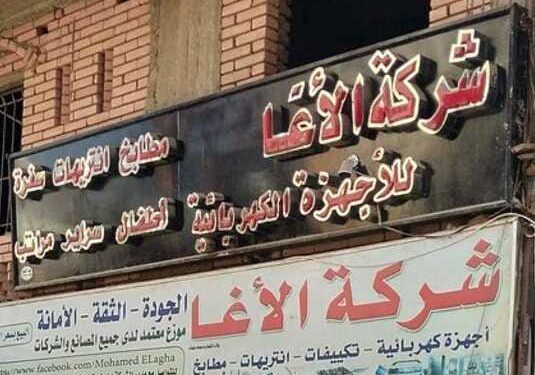 شركة الأغا
للأجهزة الكهربائية
مطابخ انتريهات سفرة
أطفال سراير مراتب
شركة الأغا
الجودة - الثقة - الأمانة
موزع معتمد لدى جميع المصانع والشركات
أجهزة كهربائية - تكييفات - انتريهات - مطابخ
www.facebook.com/Mohamed ELagha